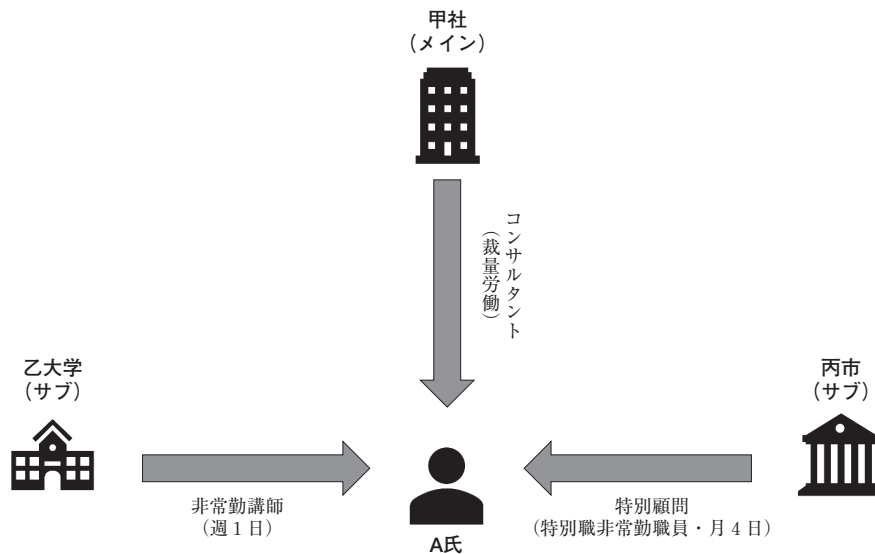 甲社
(メイン)
コンサルタント
(裁量労働)
乙大学
(サブ)
丙市
(サブ)
非常勤講師
(週1日)
特別顧問
(特別職非常勤職員・月4日)
A氏